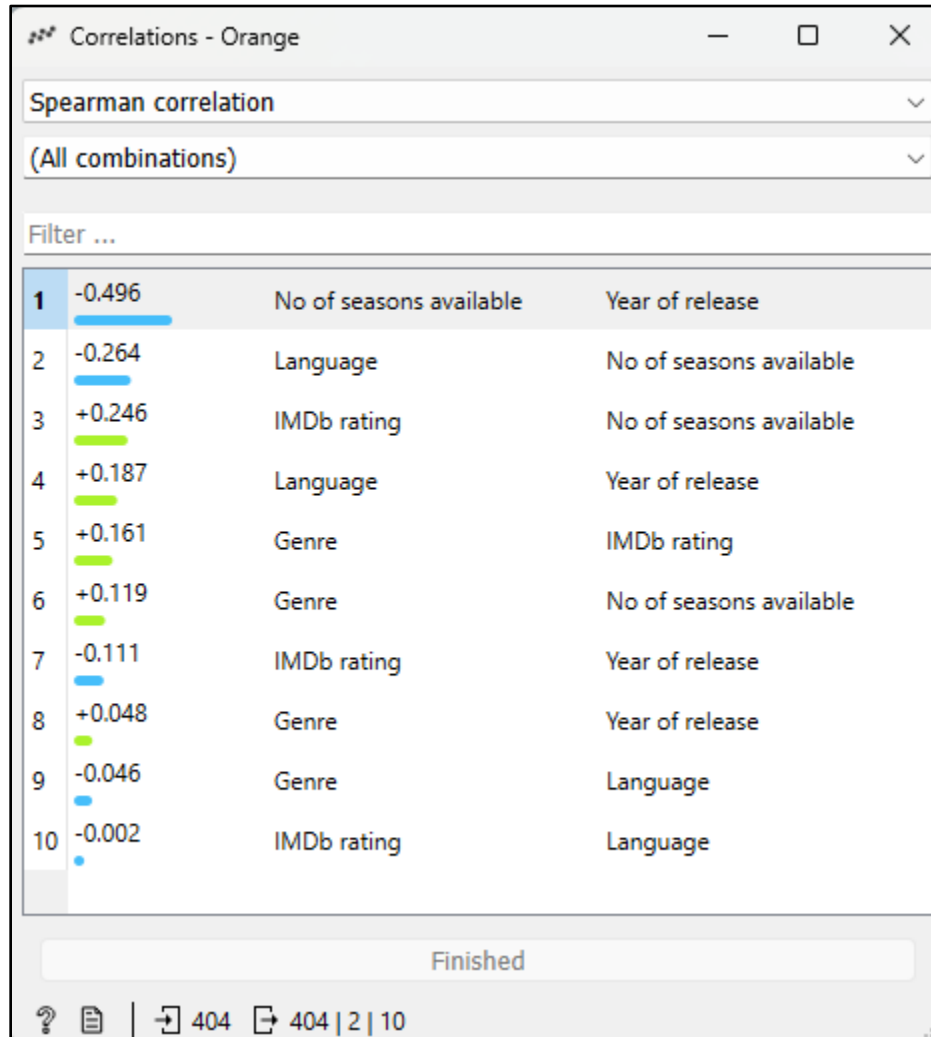 Correlations - Orange
Spearman correlation
(All combinations)
Filter ...
1 -0.496 No of seasons available Year of release
2 -0.264 Language No of seasons available
3 +0.246 IMDb rating No of seasons available
4 +0.187 Language Year of release
5 +0.161 Genre IMDb rating
6 +0.119 Genre No of seasons available
7 -0.111 IMDb rating Year of release
8 +0.048 Genre Year of release
9 -0.046 Genre Language
10 -0.002 IMDb rating Language
Finished
? 404 404 | 2 | 10